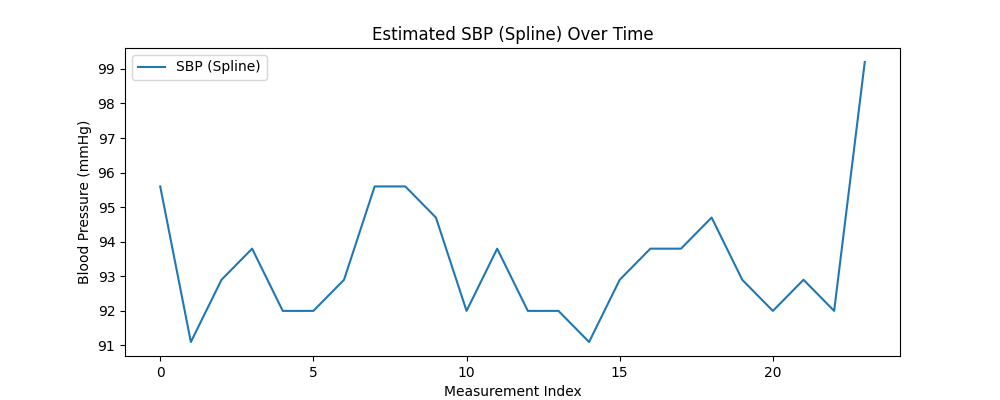 Estimated SBP (Spline) Over Time
SBP (Spline)
Blood Pressure (mmHg)
99
98
97
96
95
94
93
92
91
0 5 10 15 20
Measurement Index